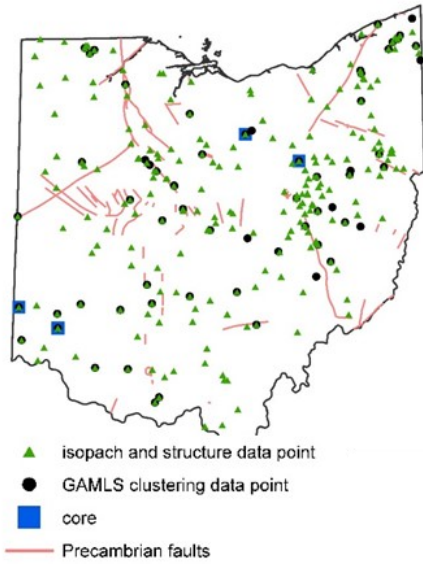 isopach and structure data point
GAMLS clustering data point
core
Precambrian faults